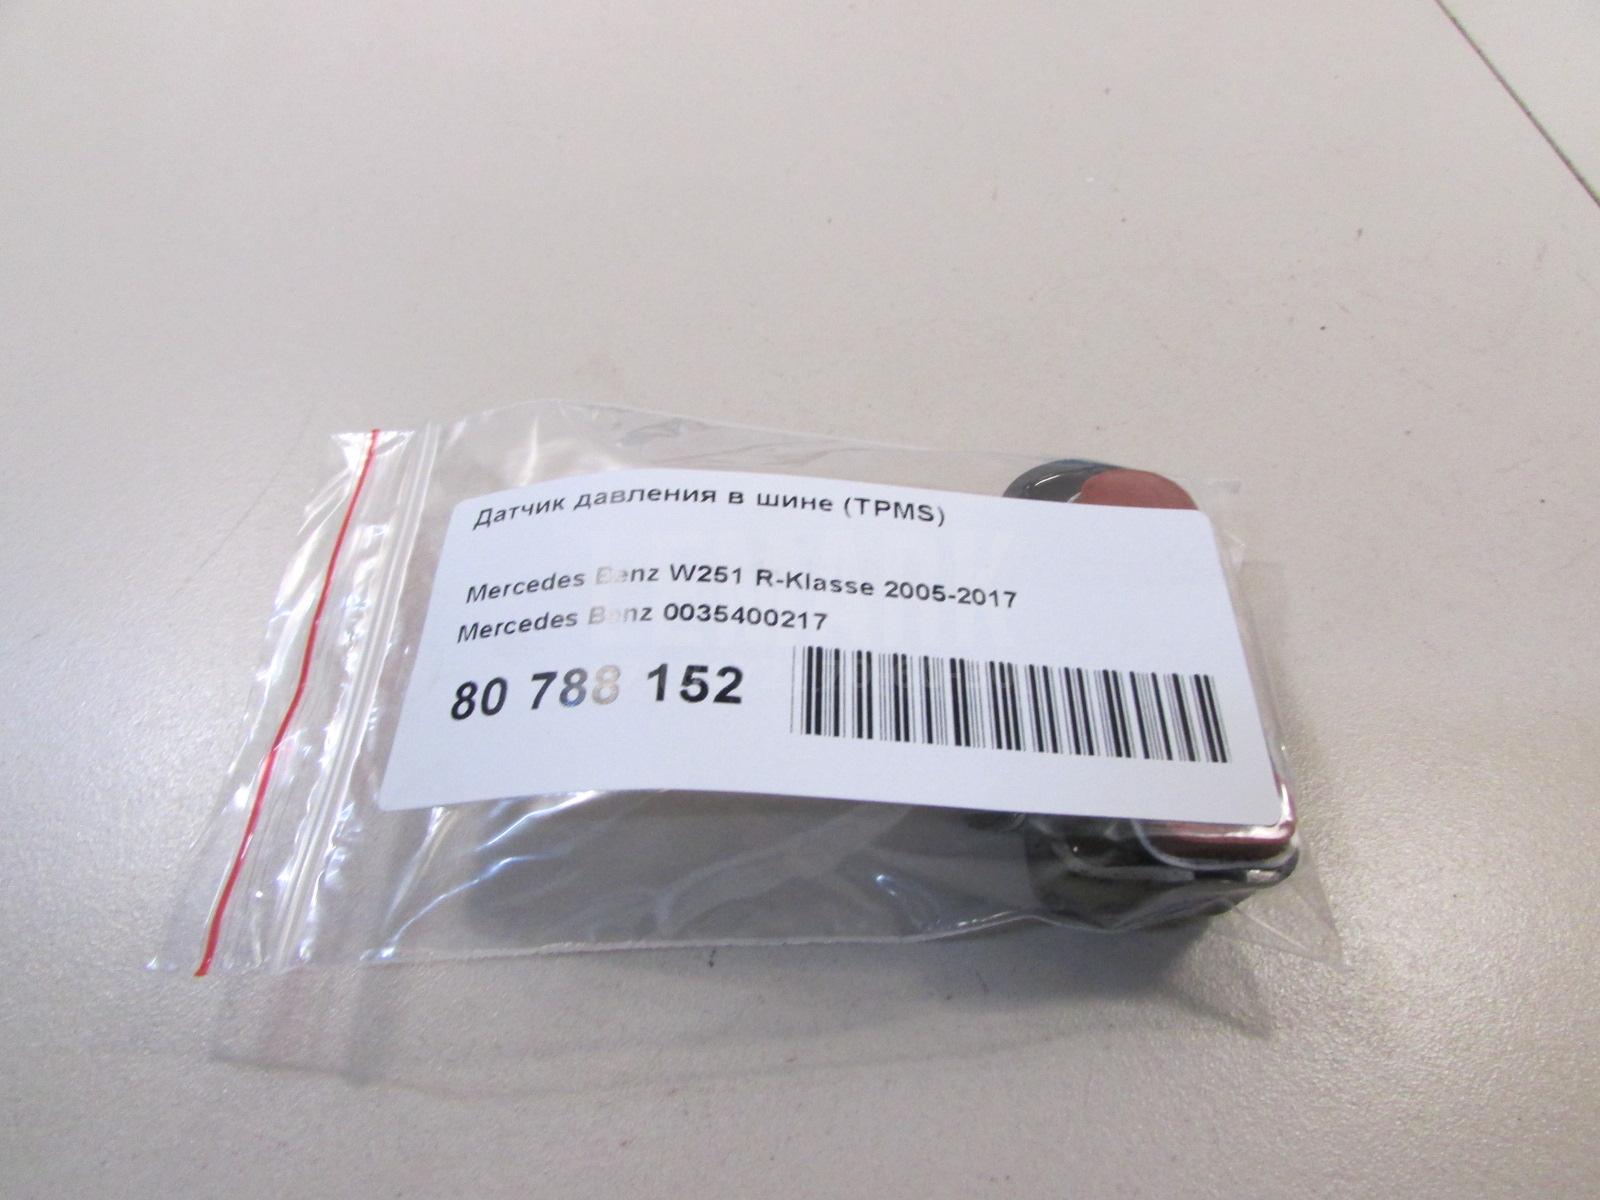 Датчик давления в шине (TPMS)
Mercedes Benz W251 R-Klasse 2005-2017
Mercedes Benz 0035400217
80 788 152